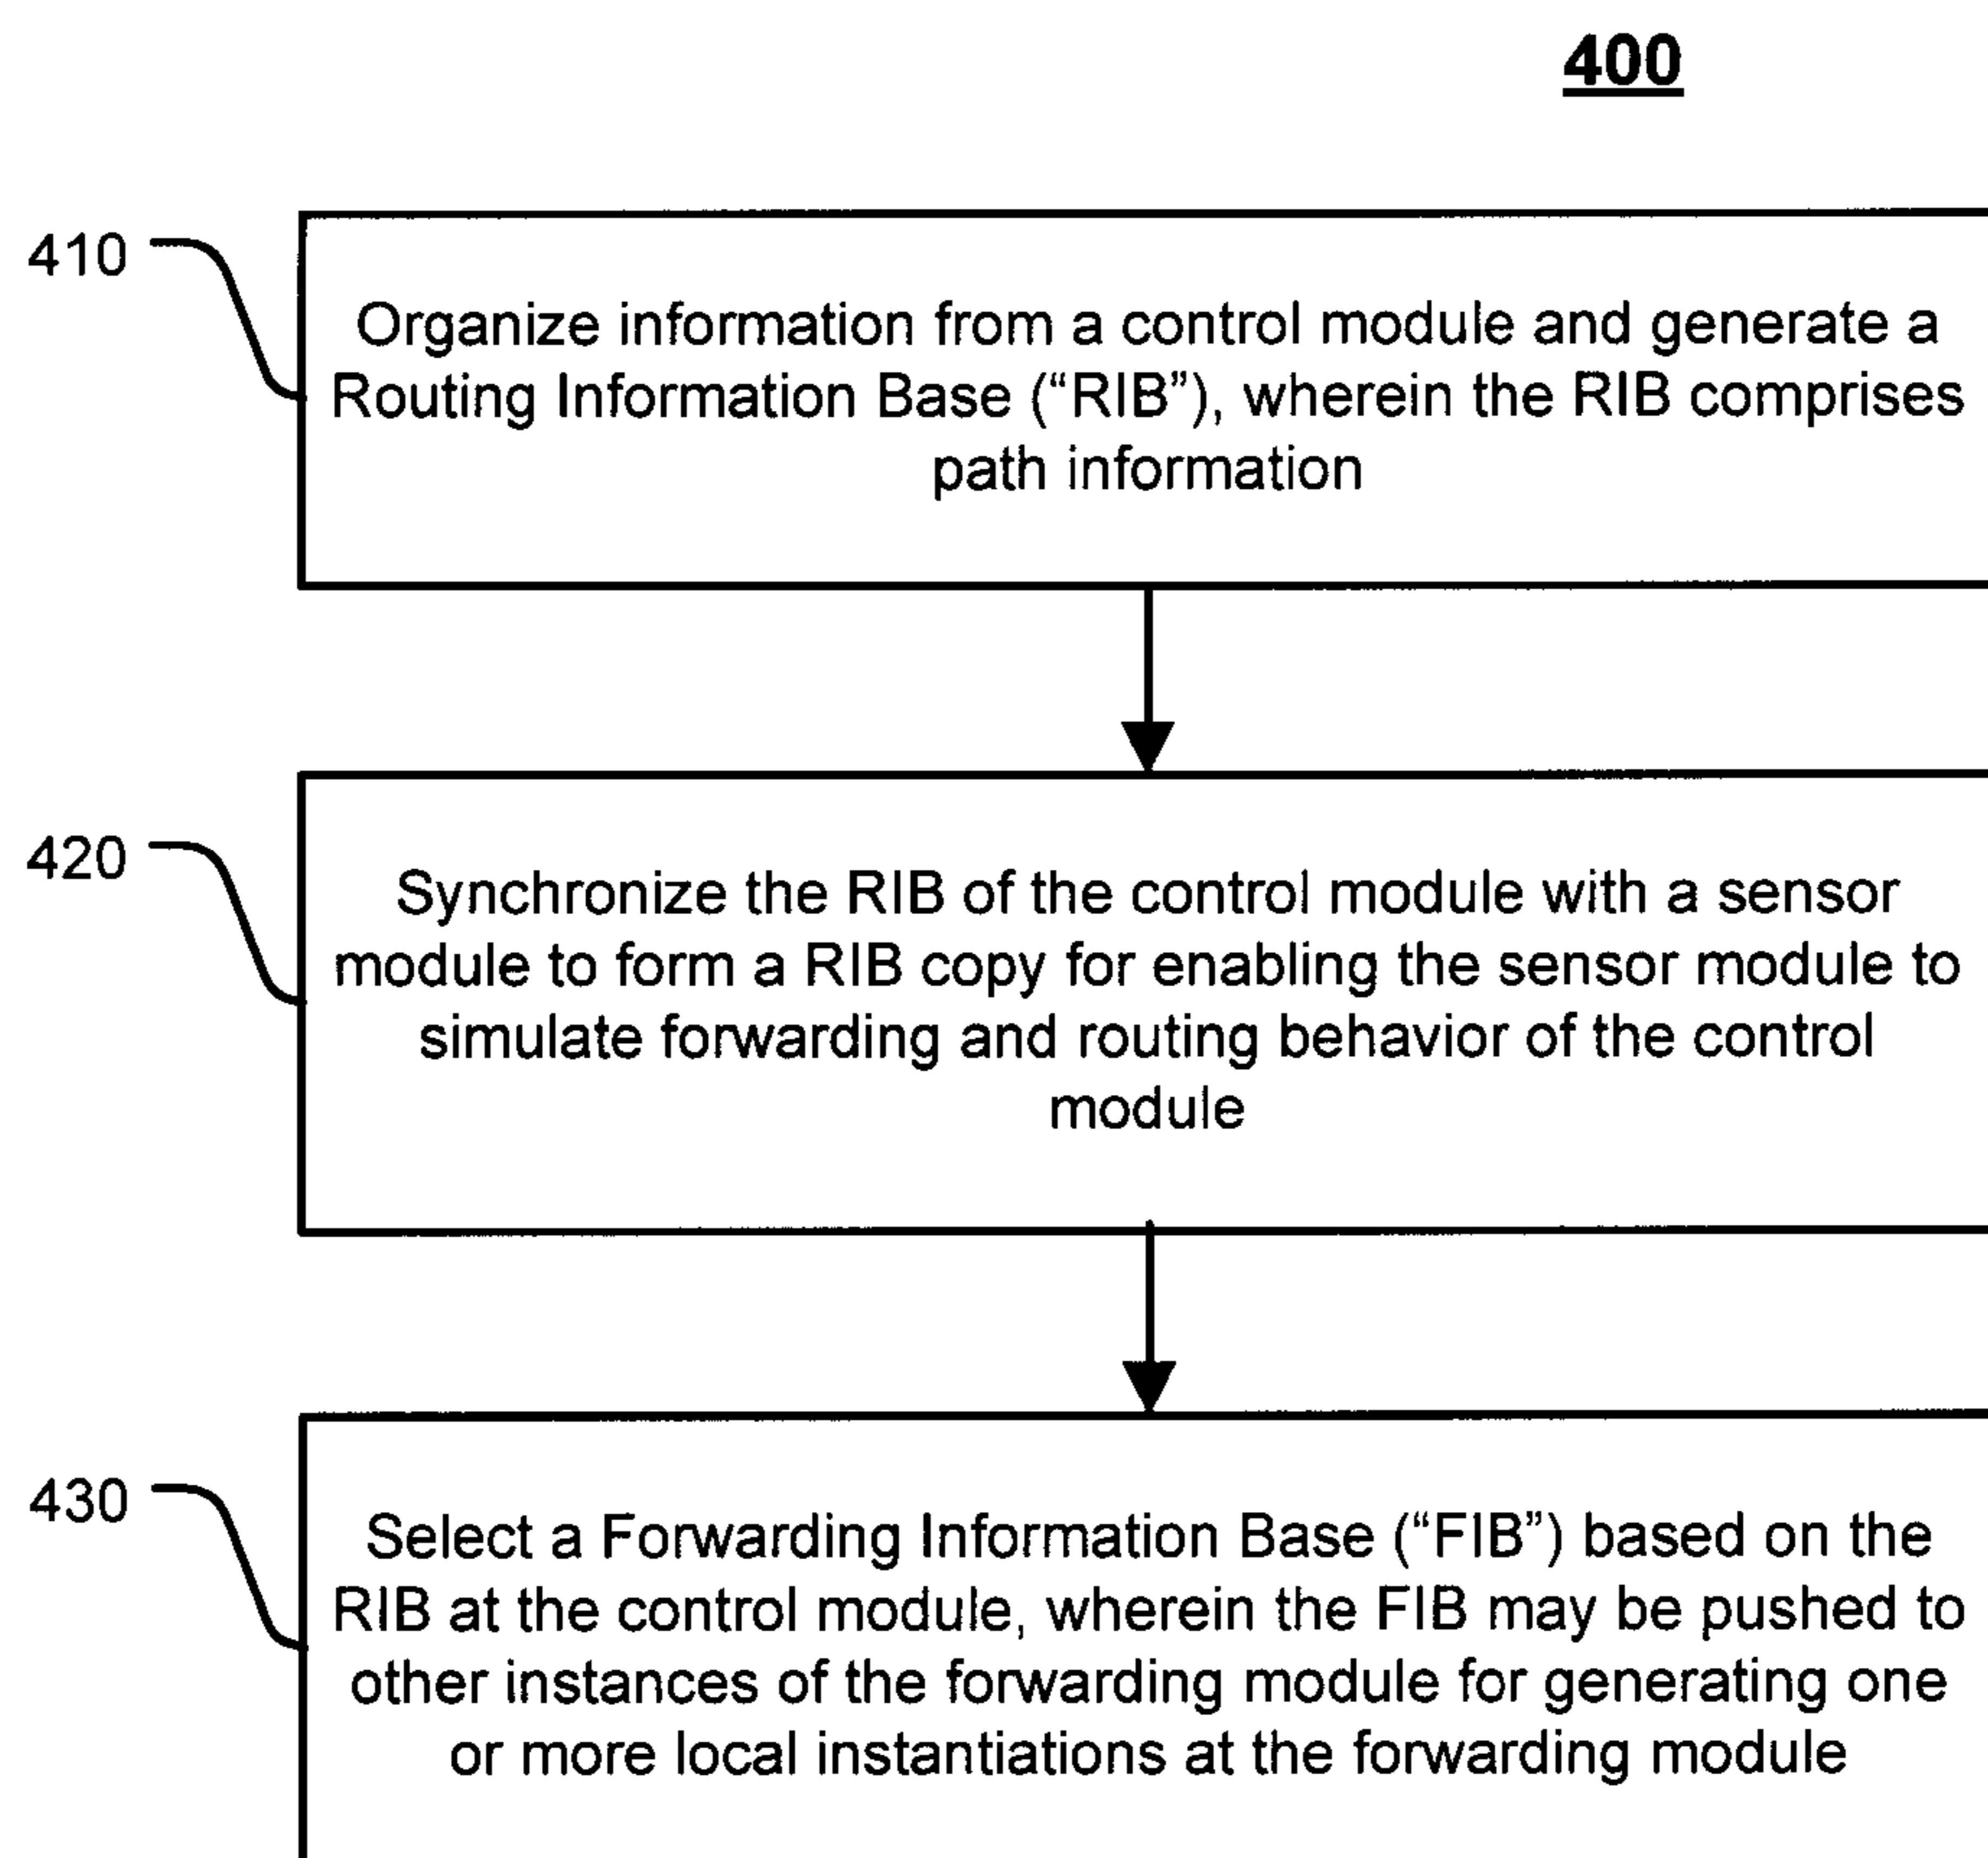 400
410
Organize information from a control module and generate a
Routing Information Base (“RIB”), wherein the RIB comprises
path information
420
Synchronize the RIB of the control module with a sensor
module to form a RIB copy for enabling the sensor module to
simulate forwarding and routing behavior of the control
module
430
Select a Forwarding Information Base (“FIB”) based on the
RIB at the control module, wherein the FIB may be pushed to
other instances of the forwarding module for generating one
or more local instantiations at the forwarding module